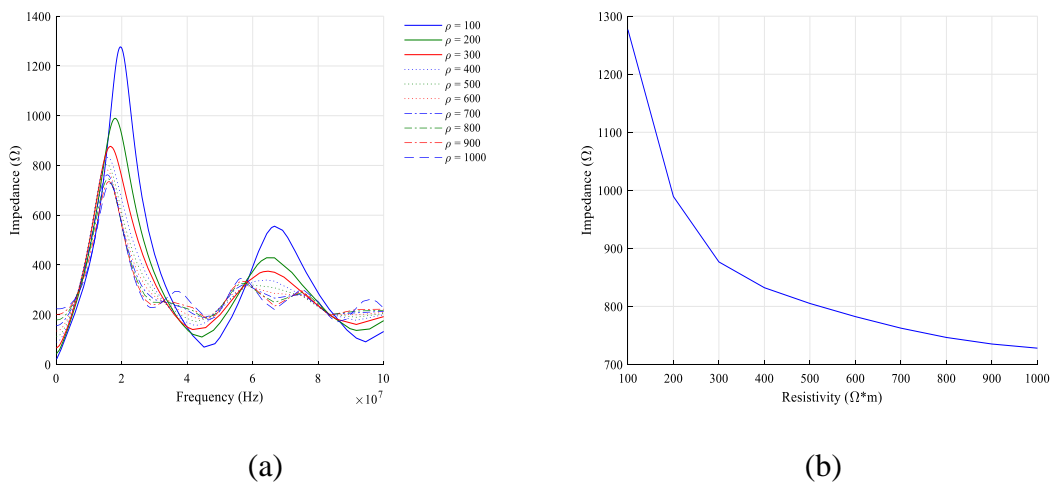 1400
1200
1000
800
600
400
200
0
Impedance (Ω)
0 2 4 6 8 10
Frequency (Hz)
×10⁷
ρ = 100
ρ = 200
ρ = 300
ρ = 400
ρ = 500
ρ = 600
ρ = 700
ρ = 800
ρ = 900
ρ = 1000
(a)
1300
1200
1100
1000
900
800
700
Impedance (Ω)
100 200 300 400 500 600 700 800 900 1000
Resistivity (Ω*m)
(b)